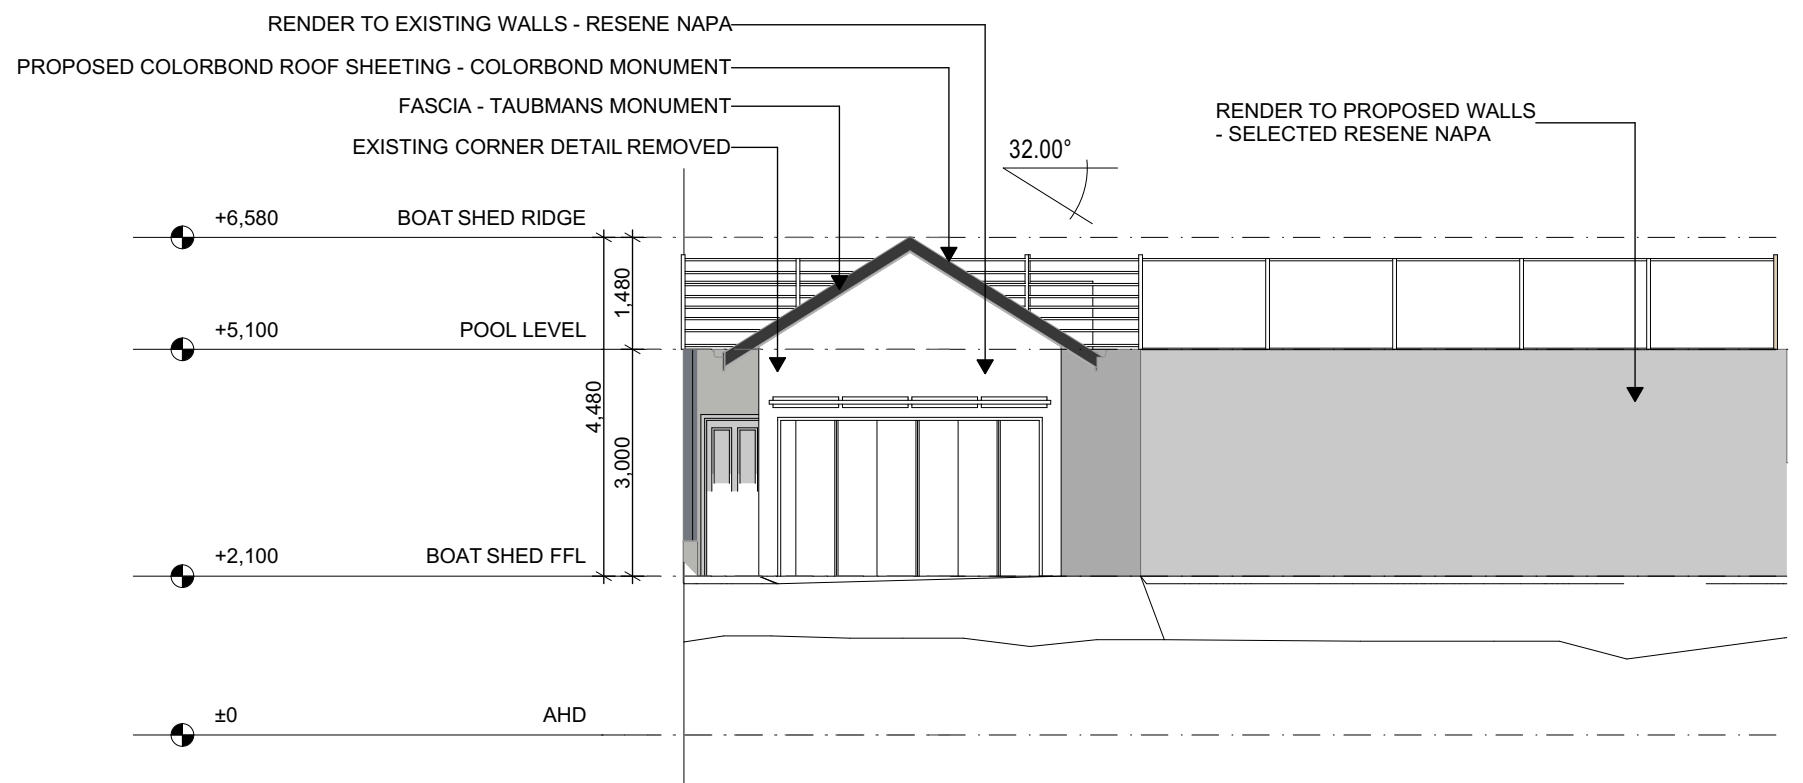 RENDER TO EXISTING WALLS - RESENE NAPA
PROPOSED COLORBOND ROOF SHEETING - COLORBOND MONUMENT
FASCIA - TAUBMANS MONUMENT
EXISTING CORNER DETAIL REMOVED
RENDER TO PROPOSED WALLS
- SELECTED RESENE NAPA
32.00°
+6,580 BOAT SHED RIDGE
1,480
+5,100 POOL LEVEL
4,480
3,000
+2,100 BOAT SHED FFL
±0 AHD